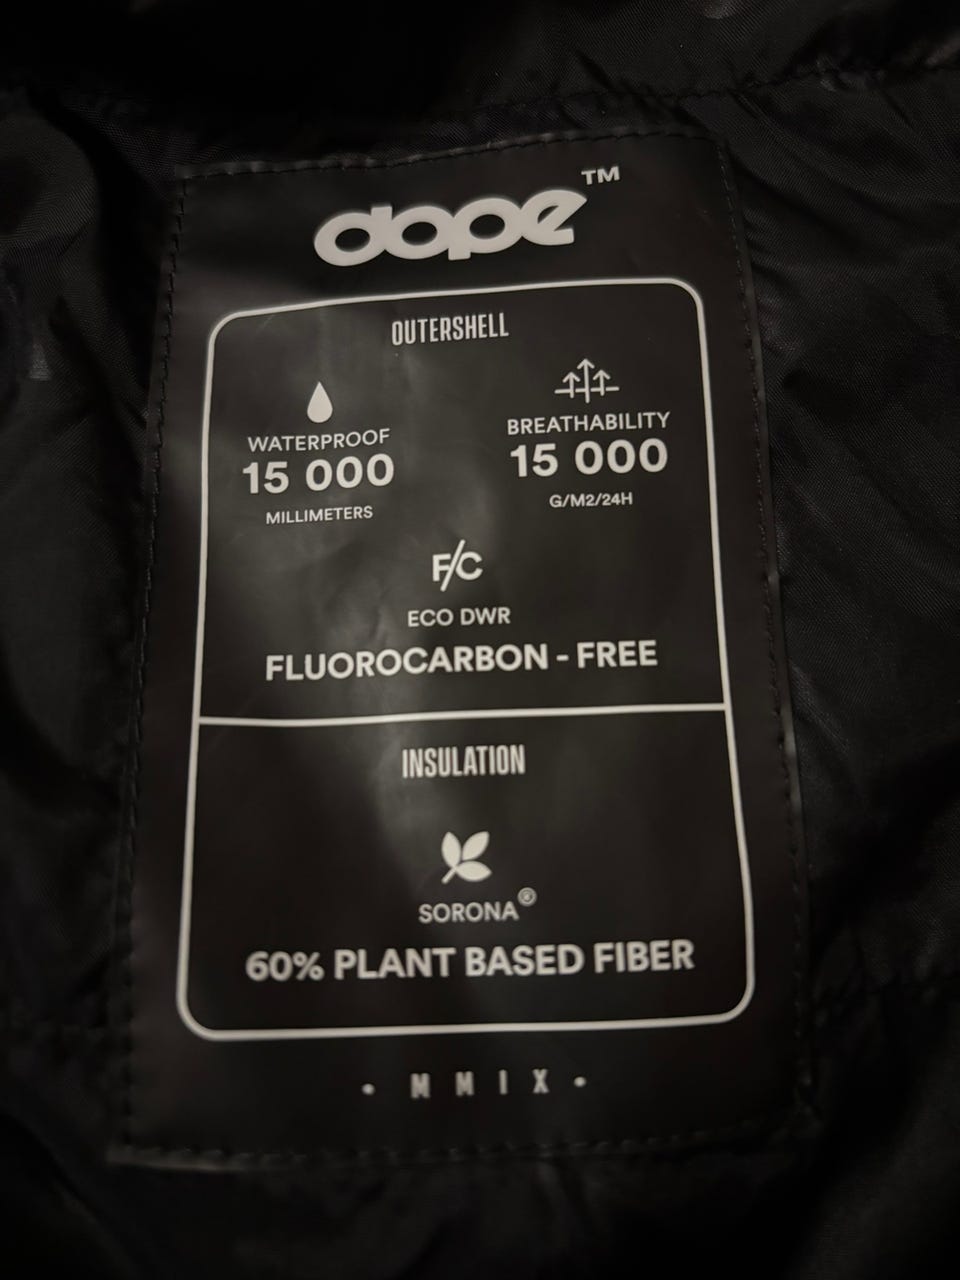 dope™
OUTERSHELL
WATERPROOF
15 000
MILLIMETERS
BREATHABILITY
15 000
G/M2/24H
F/C
ECO DWR
FLUOROCARBON - FREE
INSULATION
SORONA®
60% PLANT BASED FIBER
• M M I X •